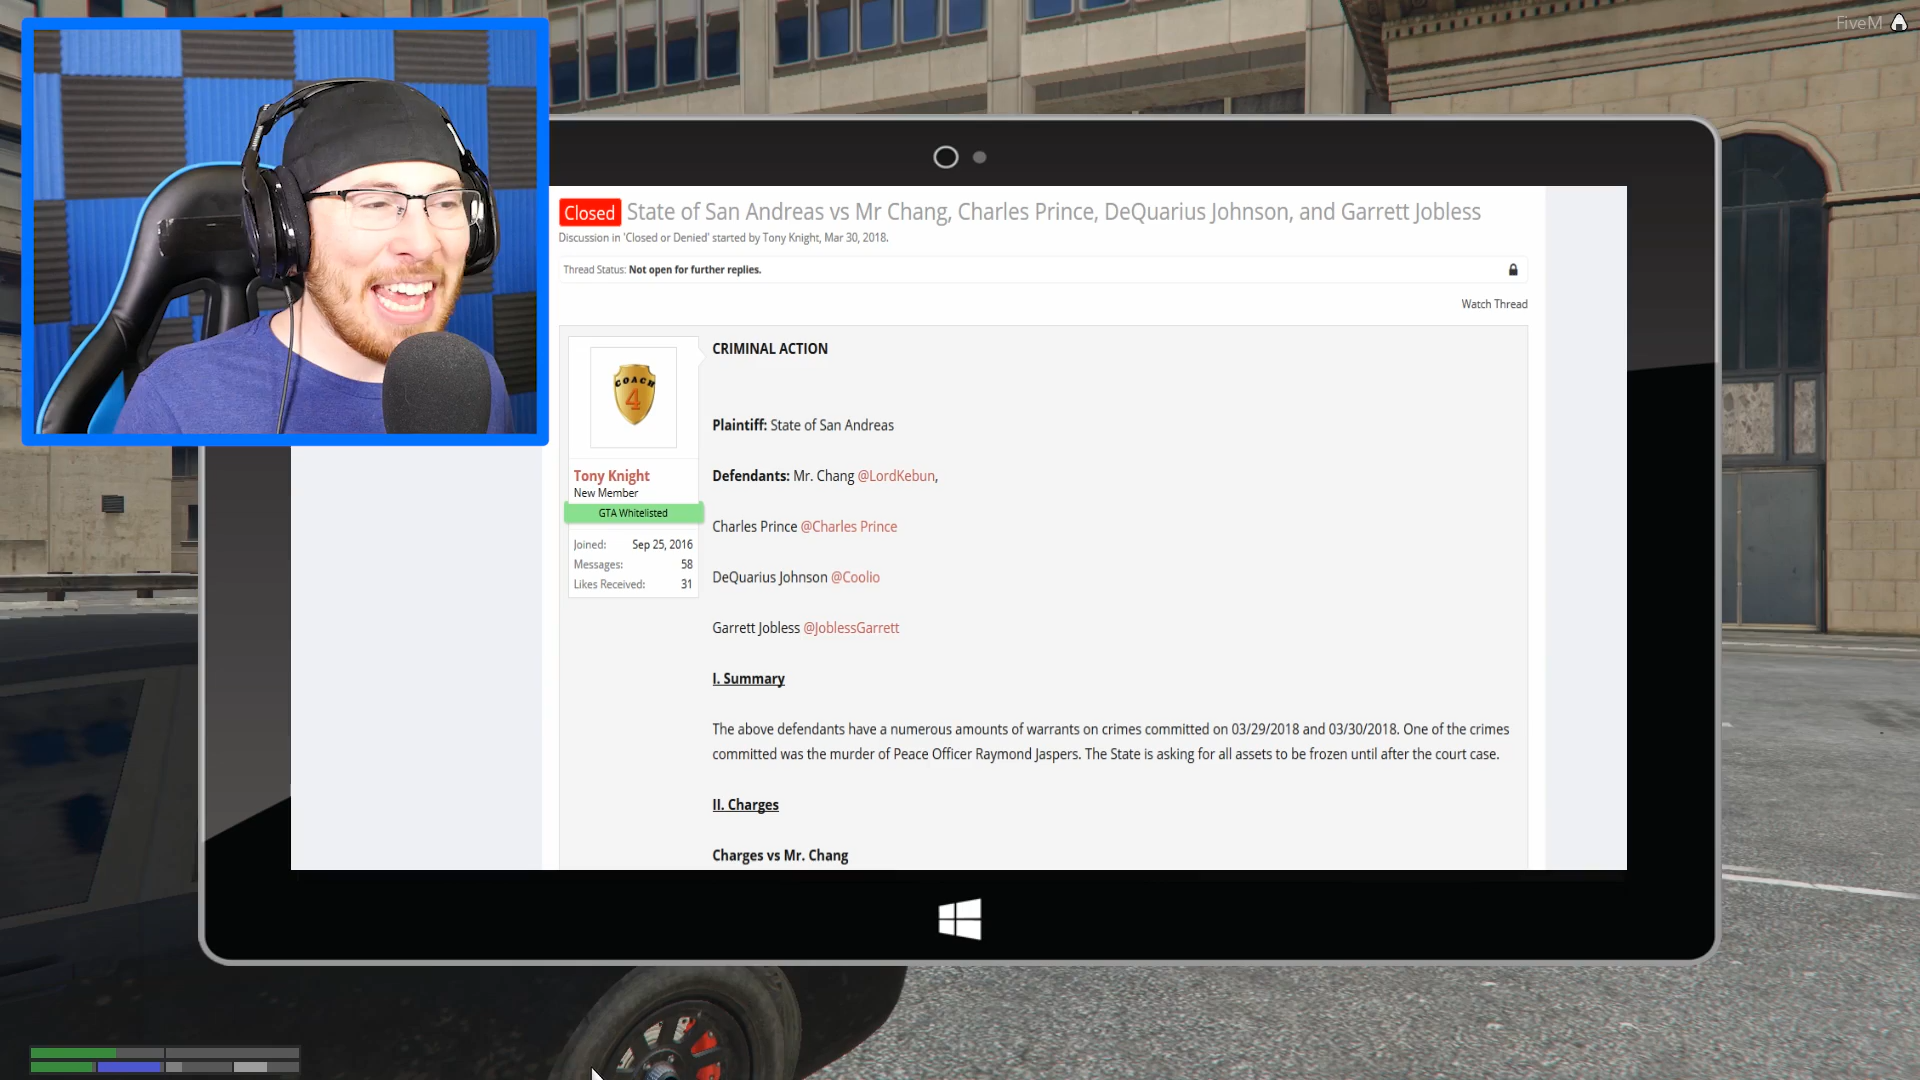 FiveM
Closed State of San Andreas vs Mr Chang, Charles Prince, DeQuarius Johnson, and Garrett Jobless
Discussion in 'Closed or Denied' started by Tony Knight, Mar 30, 2018.
Thread Status: Not open for further replies.
Watch Thread
COACH
4
Tony Knight
New Member
GTA Whitelisted
Joined: Sep 25, 2016
Messages: 58
Likes Received: 31
CRIMINAL ACTION
Plaintiff: State of San Andreas
Defendants: Mr. Chang @LordKebun,
Charles Prince @Charles Prince
DeQuarius Johnson @Coolio
Garrett Jobless @JoblessGarrett
I. Summary
The above defendants have a numerous amounts of warrants on crimes committed on 03/29/2018 and 03/30/2018. One of the crimes
committed was the murder of Peace Officer Raymond Jaspers. The State is asking for all assets to be frozen until after the court case.
II. Charges
Charges vs Mr. Chang